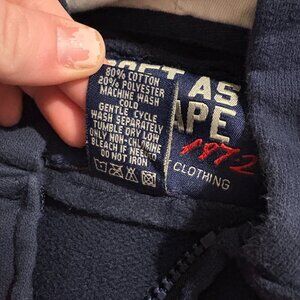 80% COTTON
20% POLYESTER
MACHINE WASH
COLD
GENTLE CYCLE
WASH SEPARATELY
TUMBLE DRY LOW
ONLY NON-CHLORINE
BLEACH IF NEEDED
DO NOT IRON
AS
APE
1972
CLOTHING